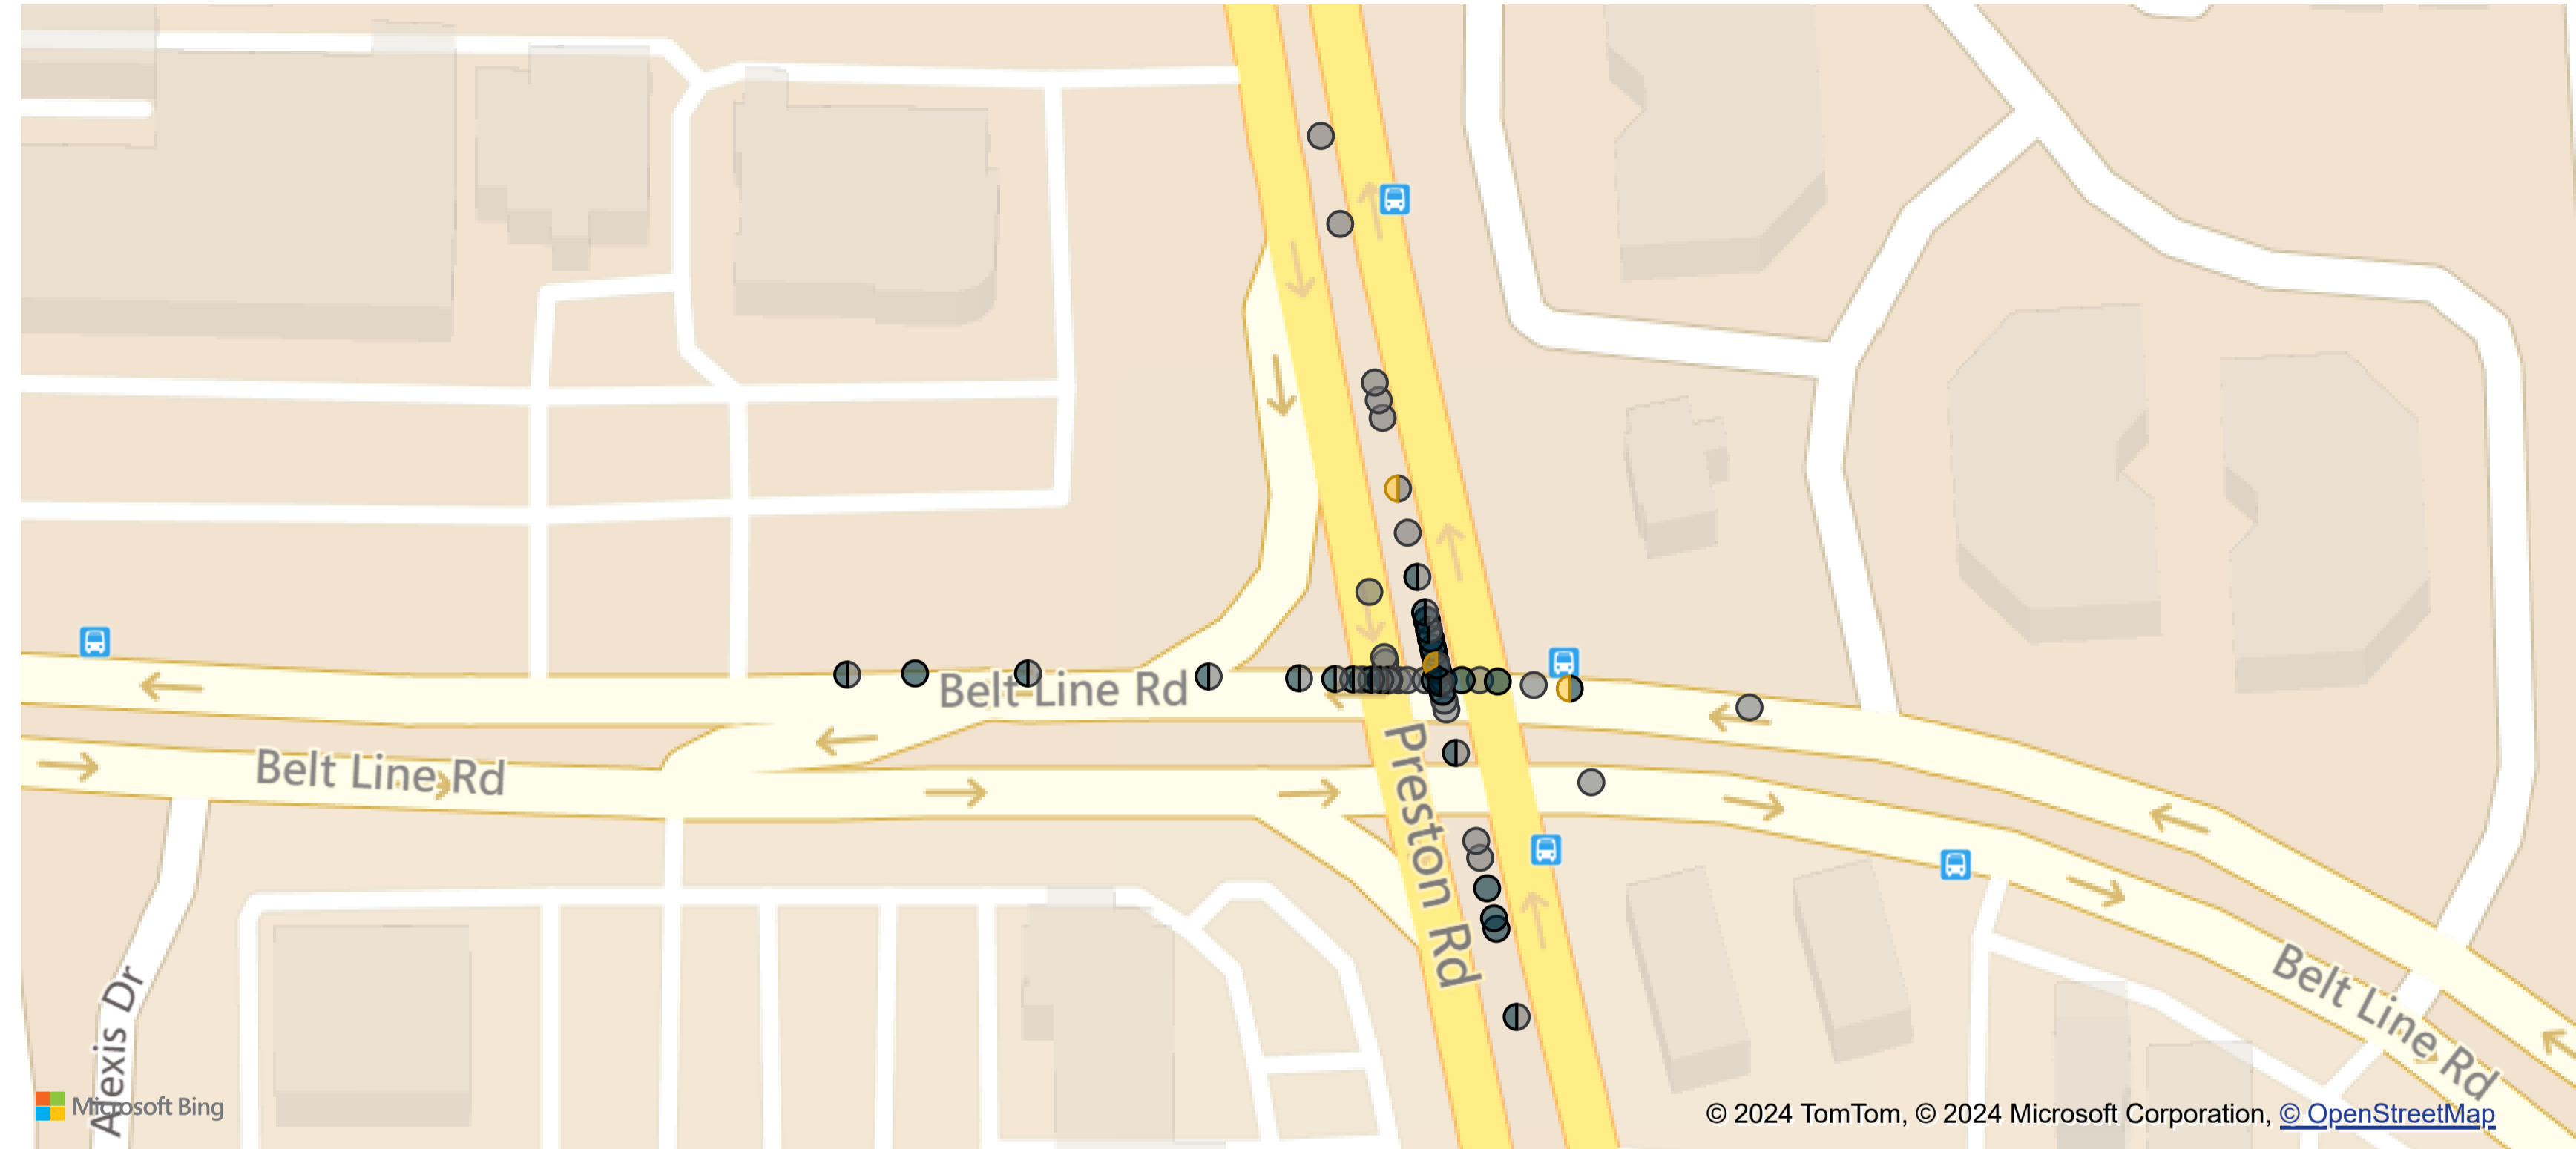 Belt Line Rd
Belt Line Rd
Preston Rd
Belt Line Rd
Alexis Dr
Microsoft Bing
© 2024 TomTom, © 2024 Microsoft Corporation, © OpenStreetMap